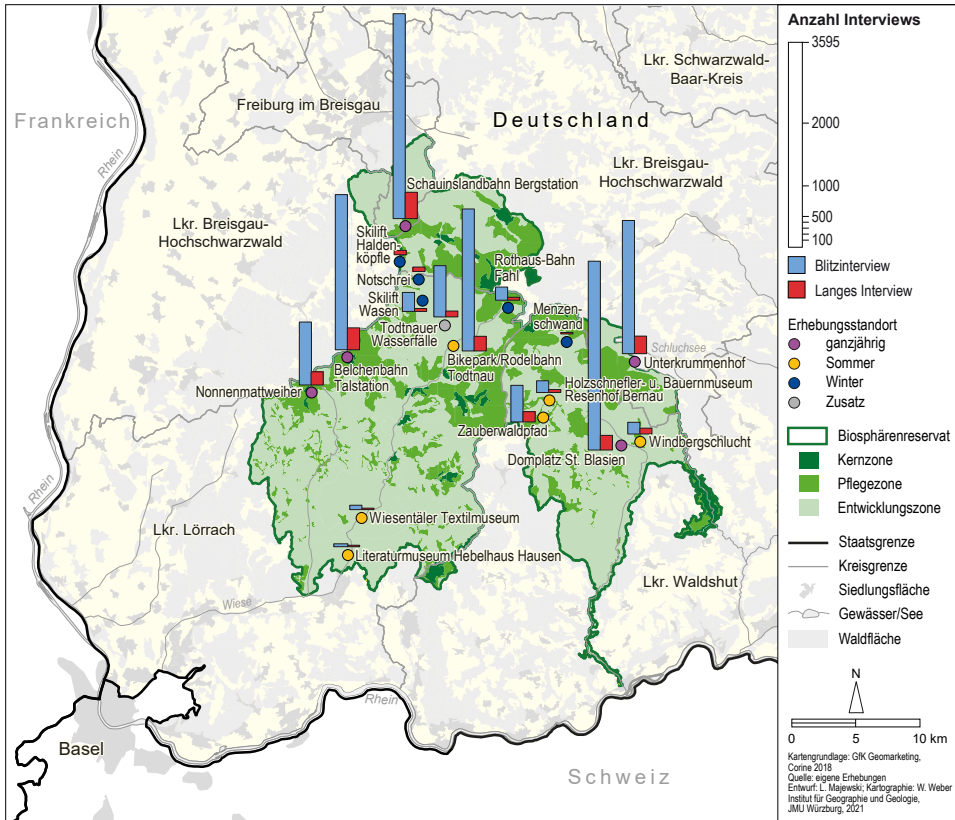 Frankreich
Rhein
Freiburg im Breisgau
Deutschland
Lkr. Schwarzwald-
Baar-Kreis
Lkr. Breisgau-
Hochschwarzwald
Lkr. Breisgau-
Hochschwarzwald
Schauinslandbahn Bergstation
Skilift
Halden-
köpfle
Notschrei
Skilift
Wasen
Todtnauer
Wasserfälle
Rothaus-Bahn
Fahl
Menzen-
schwand
Schluchsee
Unterkrummenhof
Belchenbahn
Talstation
Bikepark/Rodelbahn
Todtnau
Nonnenmattweiher
Holzschnefler- u. Bauernmuseum
Resenhof Bernau
Zauberwaldpfad
Windbergschlucht
Domplatz St. Blasien
Rhein
Lkr. Lörrach
Wiesentäler Textilmuseum
Literaturmuseum Hebelhaus Hausen
Wiese
Lkr. Waldshut
Rhein
Basel
Schweiz
Anzahl Interviews
3595
2000
1000
500
100
Blitzinterview
Langes Interview
Erhebungsstandort
ganzjährig
Sommer
Winter
Zusatz
Biosphärenreservat
Kernzone
Pflegezone
Entwicklungszone
Staatsgrenze
Kreisgrenze
Siedlungsfläche
Gewässer/See
Waldfläche
N
0 5 10 km
Kartengrundlage: GfK Geomarketing,
Corine 2018
Quelle: eigene Erhebungen
Entwurf: L. Majewski; Kartographie: W. Weber
Institut für Geographie und Geologie,
JMU Würzburg, 2021